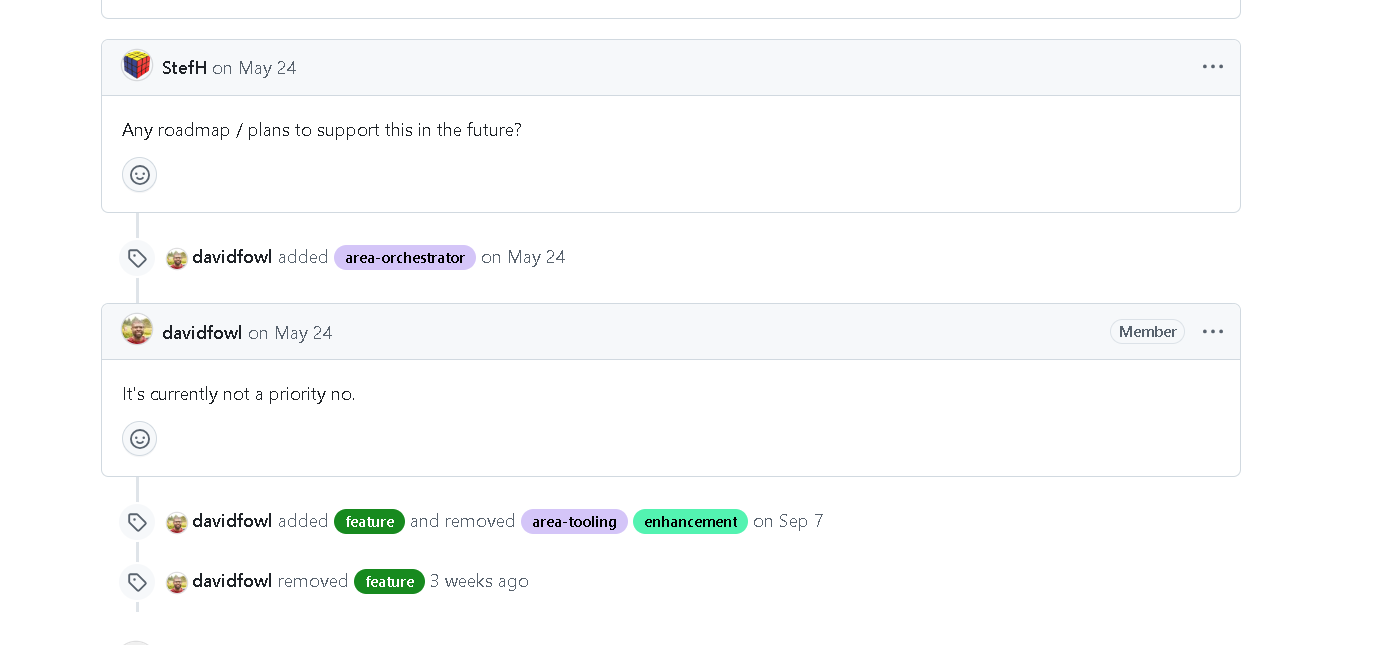 StefH on May 24
Any roadmap / plans to support this in the future?
davidfowl added area-orchestrator on May 24
davidfowl on May 24 Member
It's currently not a priority no.
davidfowl added feature and removed area-tooling enhancement on Sep 7
davidfowl removed feature 3 weeks ago